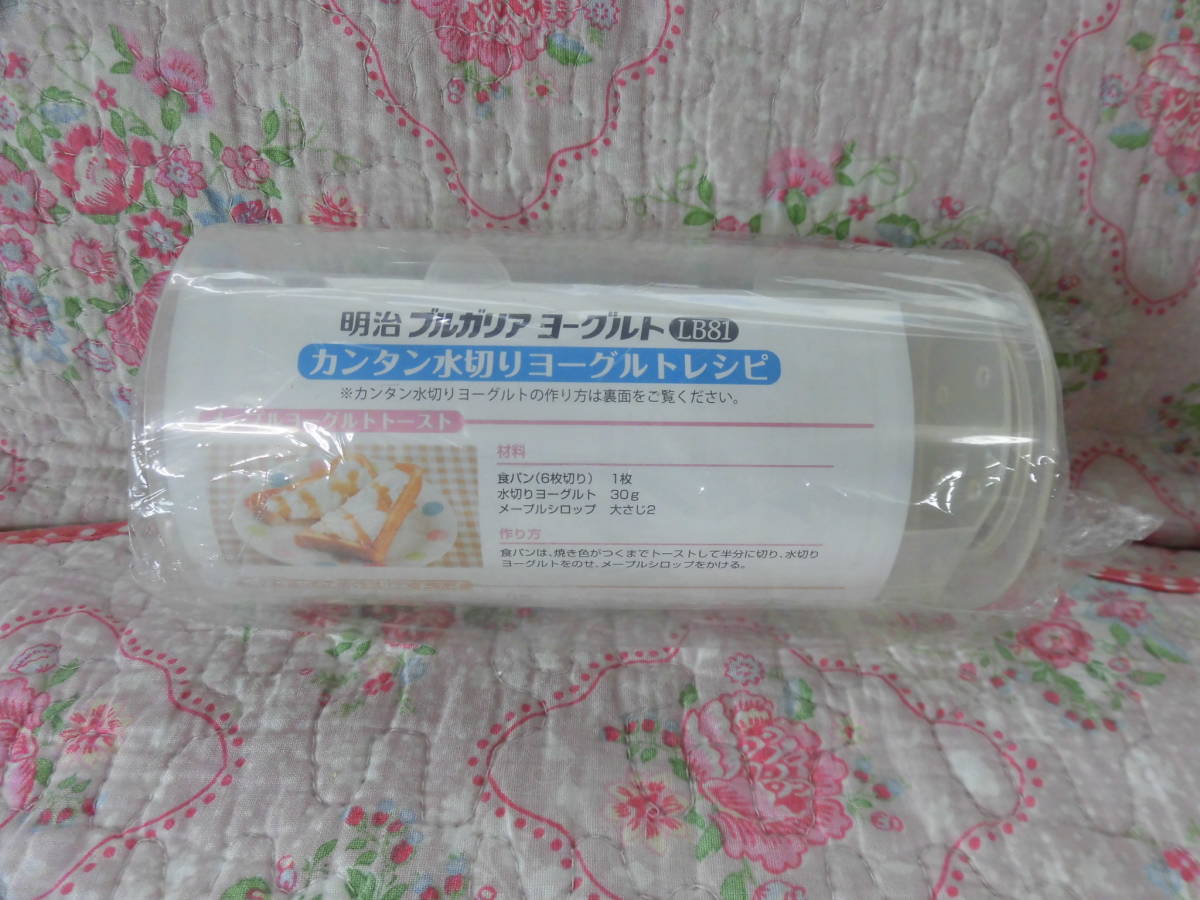 明治 ブルガリア ヨーグルト LB81
カンタン水切りヨーグルトレシピ
※カンタン水切りヨーグルトの作り方は裏面をご覧ください。
ヨーグルトトースト
材料
食パン(6枚切り) 1枚
水切りヨーグルト 30g
メープルシロップ 大さじ2
作り方
食パンは、焼き色がつくまでトーストして半分に切り、水切り
ヨーグルトをのせ、メープルシロップをかける。